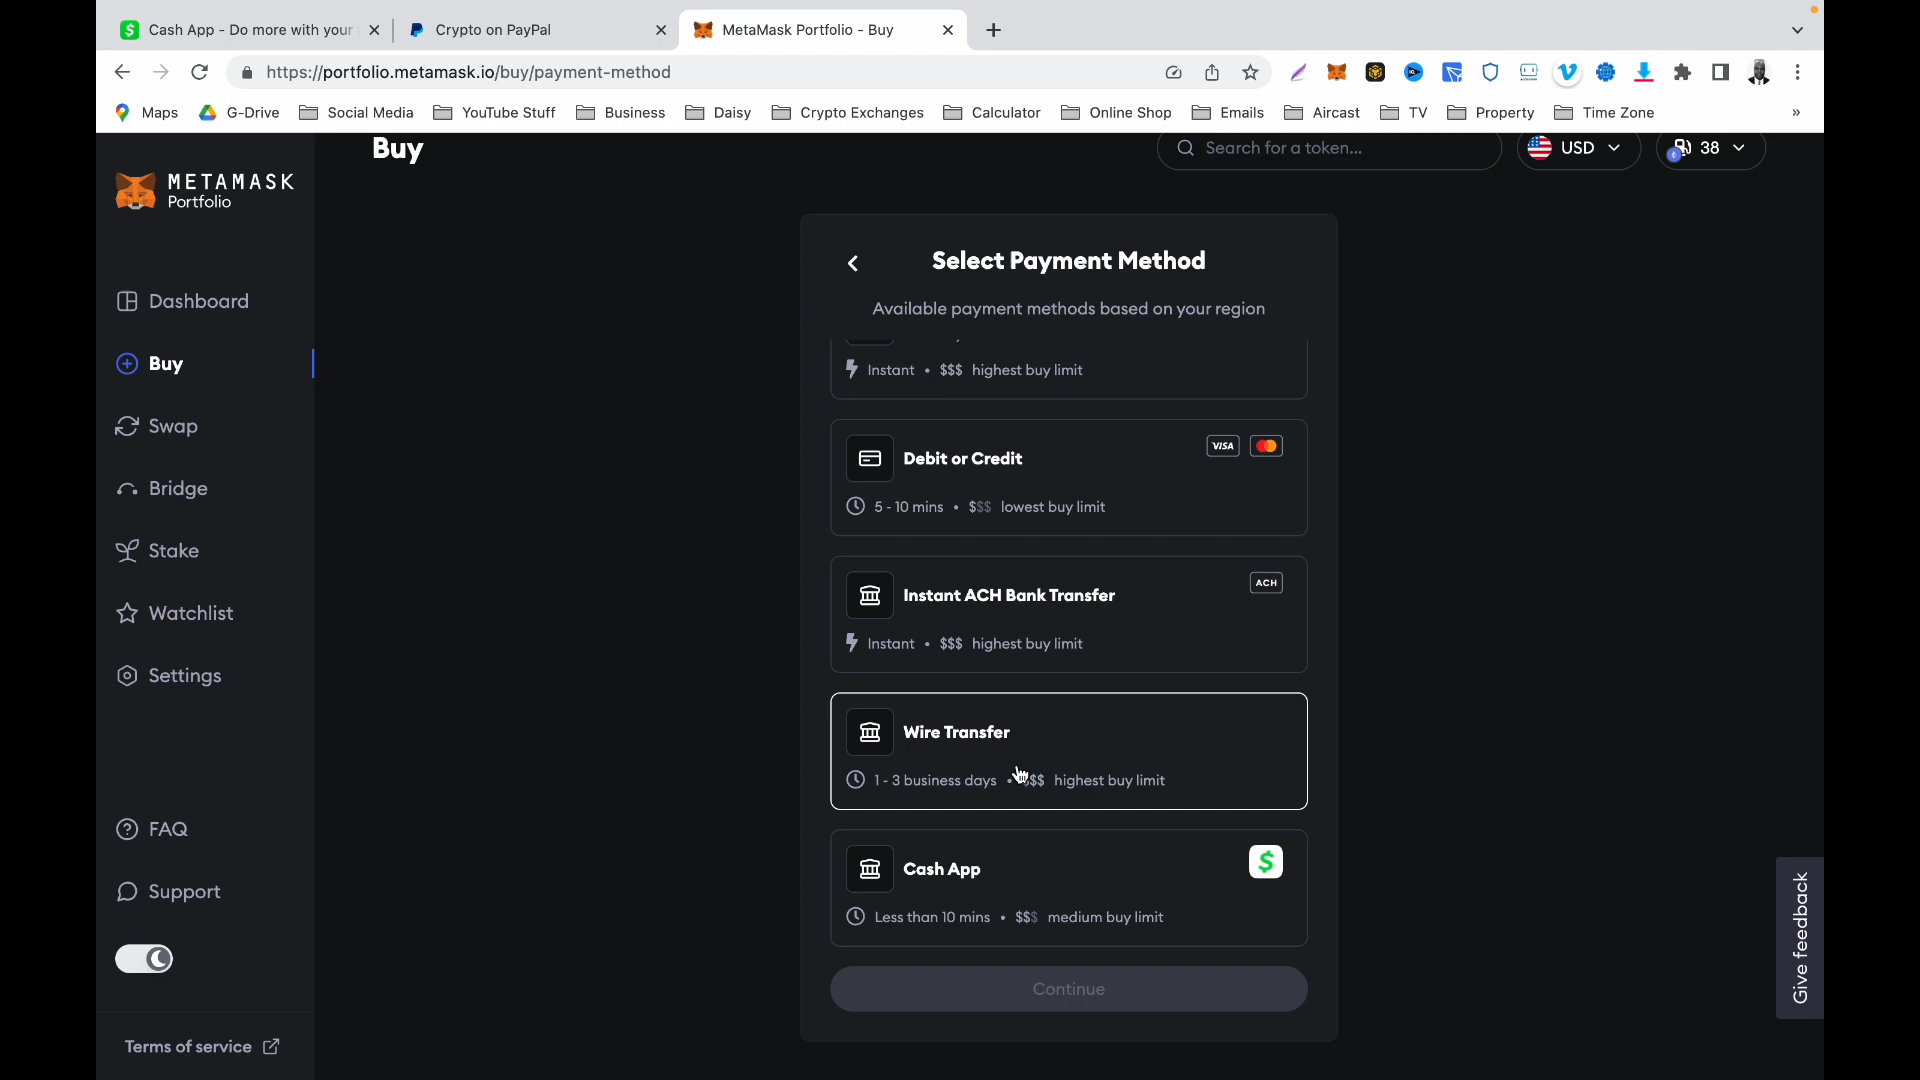 Cash App - Do more with your
Crypto on PayPal
MetaMask Portfolio - Buy
https://portfolio.metamask.io/buy/payment-method
Maps
G-Drive
Social Media
YouTube Stuff
Business
Daisy
Crypto Exchanges
Calculator
Online Shop
Emails
Aircast
TV
Property
Time Zone
»
METAMASK
Portfolio
Dashboard
Buy
Swap
Bridge
Stake
Watchlist
Settings
FAQ
Support
Terms of service
Buy
Search for a token...
USD
38
Select Payment Method
Available payment methods based on your region
Instant • $$$ highest buy limit
Debit or Credit
VISA
5 - 10 mins • $$$ lowest buy limit
Instant ACH Bank Transfer
ACH
Instant • $$$ highest buy limit
Wire Transfer
1 - 3 business days • $$$ highest buy limit
Cash App
$
Less than 10 mins • $$$ medium buy limit
Continue
Give feedback